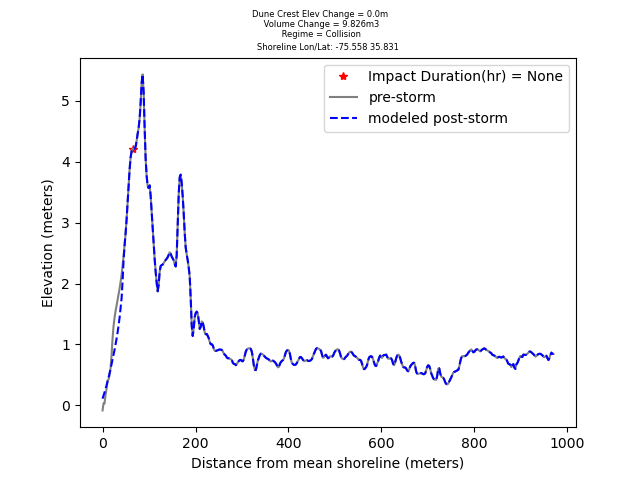 Dune Crest Elev Change = 0.0m
Volume Change = 9.826m3
Regime = Collision
Shoreline Lon/Lat: -75.558 35.831
Impact Duration(hr) = None
pre-storm
modeled post-storm
Elevation (meters)
5
4
3
2
1
0
0 200 400 600 800 1000
Distance from mean shoreline (meters)